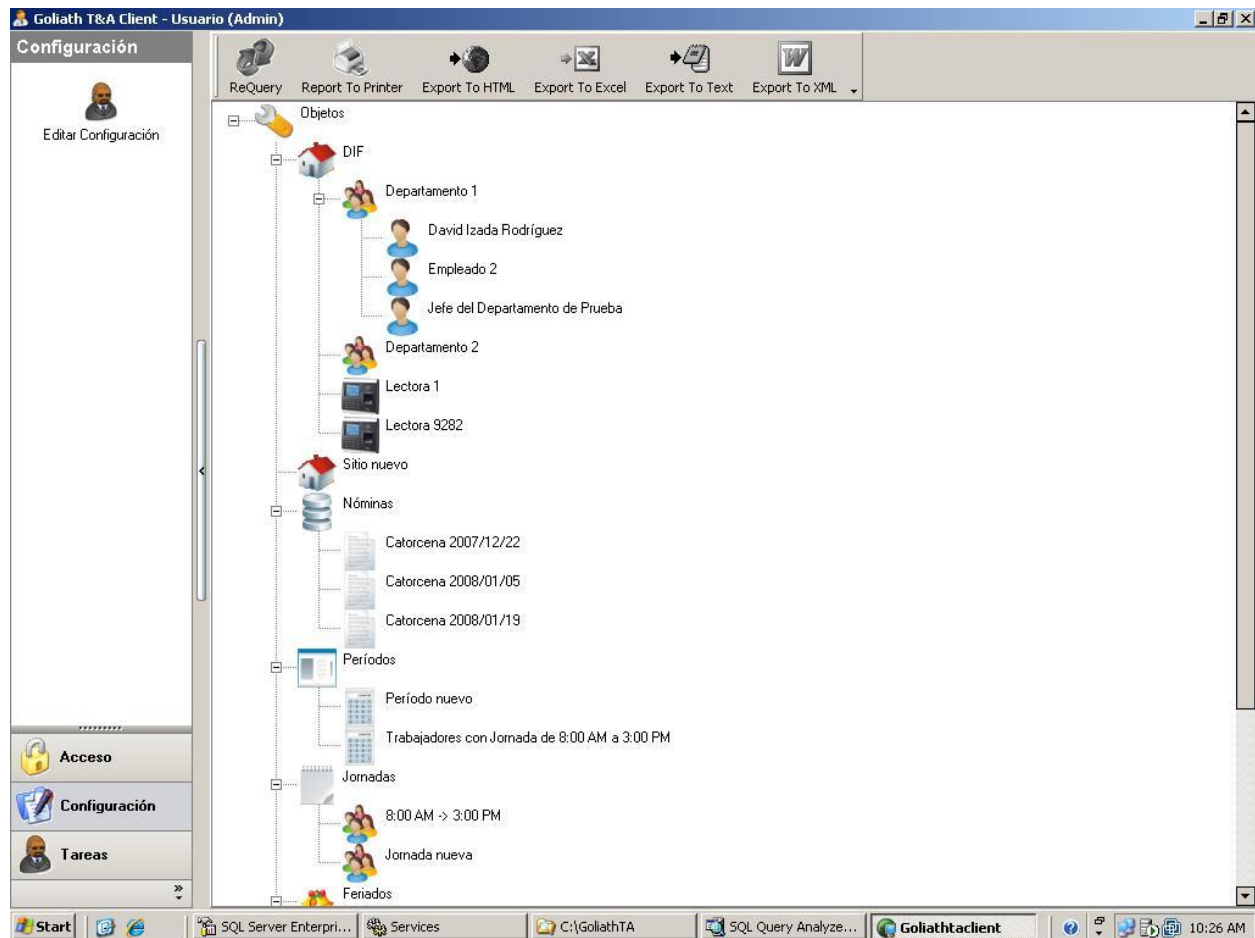 Goliath T&A Client - Usuario (Admin)
Configuración
Editar Configuración
ReQuery
Report To Printer
Export To HTML
Export To Excel
Export To Text
Export To XML
Objetos
DIF
Departamento 1
David Izada Rodríguez
Empleado 2
Jefe del Departamento de Prueba
Departamento 2
Lectora 1
Lectora 9282
Sitio nuevo
Nóminas
Catorcena 2007/12/22
Catorcena 2008/01/05
Catorcena 2008/01/19
Períodos
Período nuevo
Trabajadores con Jornada de 8:00 AM a 3:00 PM
Jornadas
8:00 AM -> 3:00 PM
Jornada nueva
Feriados
Acceso
Configuración
Tareas
Start
SQL Server Enterpri...
Services
C:\GoliathTA
SQL Query Analyze...
Goliathtaclient
10:26 AM